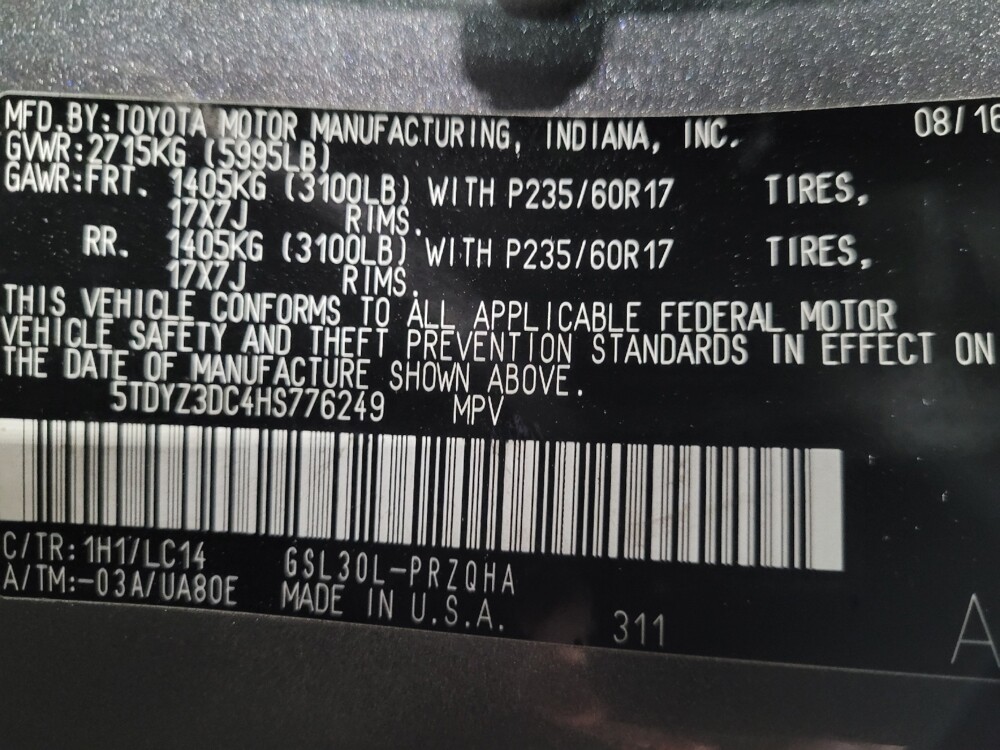 MFD. BY: TOYOTA MOTOR MANUFACTURING, INDIANA, INC. 08/16
GVWR: 2715KG (5995LB)
GAWR: FRT. 1405KG (3100LB) WITH P235/60R17 TIRES,
17X7J RIMS.
RR. 1405KG (3100LB) WITH P235/60R17 TIRES,
17X7J RIMS.
THIS VEHICLE CONFORMS TO ALL APPLICABLE FEDERAL MOTOR
VEHICLE SAFETY AND THEFT PREVENTION STANDARDS IN EFFECT ON
THE DATE OF MANUFACTURE SHOWN ABOVE.
5TDYZ3DC4HS776249 MPV
C/TR: 1H1/LC14 GSL30L-PRZQHA
A/TM:-03A/UA80E MADE IN U.S.A. 311
A